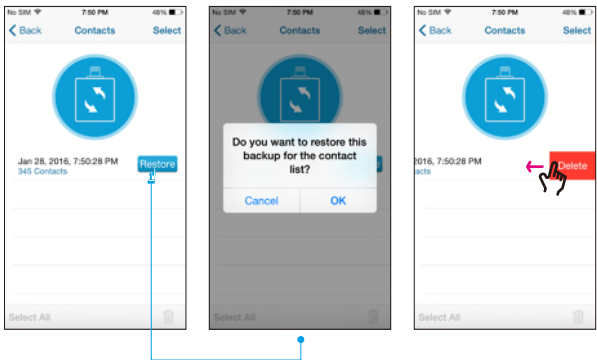 No SIM 7:50 PM 48%
Back Contacts Select
Jan 28, 2016, 7:50:28 PM
345 Contacts
Restore
Select All
No SIM 7:50 PM 48%
Back Contacts Select
Do you want to restore this
backup for the contact
list?
Cancel OK
Select All
No SIM 7:50 PM 48%
Back Contacts Select
2016, 7:50:28 PM
acts
Delete
Select All